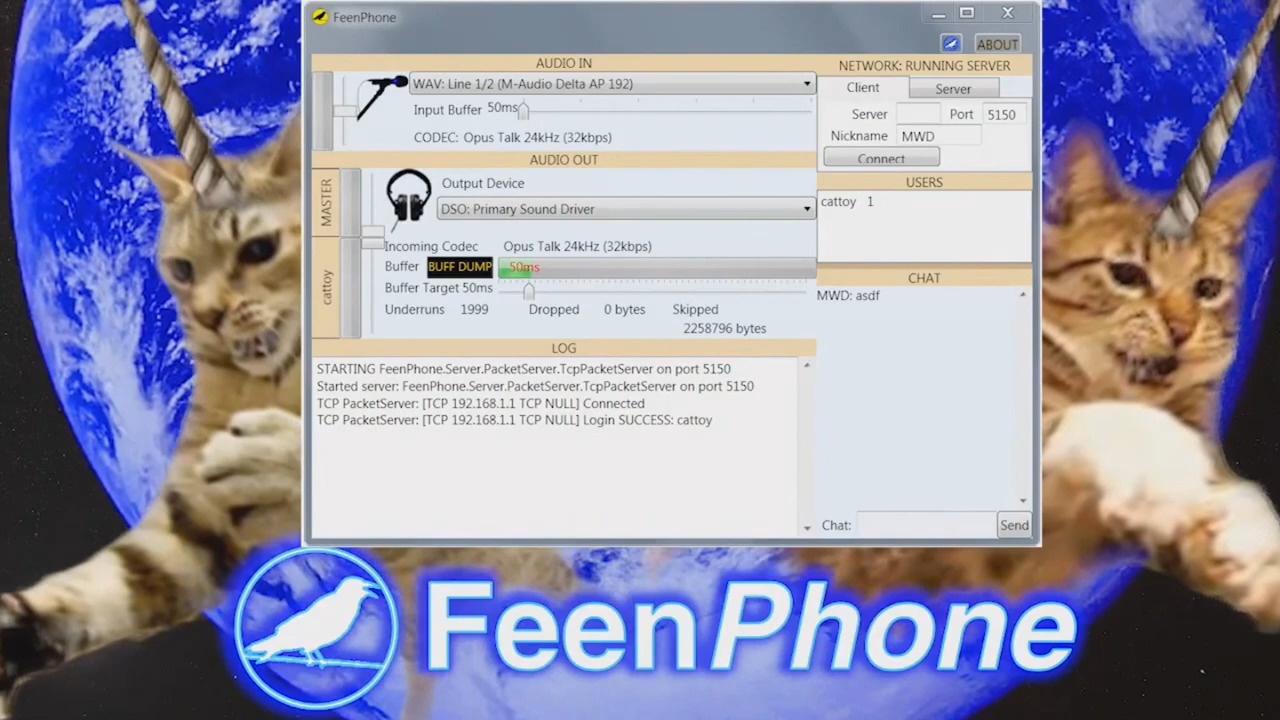 FeenPhone
ABOUT
AUDIO IN
WAV: Line 1/2 (M-Audio Delta AP 192)
Input Buffer 50ms
CODEC: Opus Talk 24kHz (32kbps)
AUDIO OUT
MASTER
Output Device
DSO: Primary Sound Driver
cattoy
Incoming Codec Opus Talk 24kHz (32kbps)
Buffer BUFF DUMP 50ms
Buffer Target 50ms
Underruns 1999 Dropped 0 bytes Skipped
2258796 bytes
LOG
STARTING FeenPhone.Server.PacketServer.TcpPacketServer on port 5150
Started server: FeenPhone.Server.PacketServer.TcpPacketServer on port 5150
TCP PacketServer: [TCP 192.168.1.1 TCP NULL] Connected
TCP PacketServer: [TCP 192.168.1.1 TCP NULL] Login SUCCESS: cattoy
NETWORK: RUNNING SERVER
Client Server
Server Port 5150
Nickname MWD
Connect
USERS
cattoy 1
CHAT
MWD: asdf
Chat: Send
FeenPhone